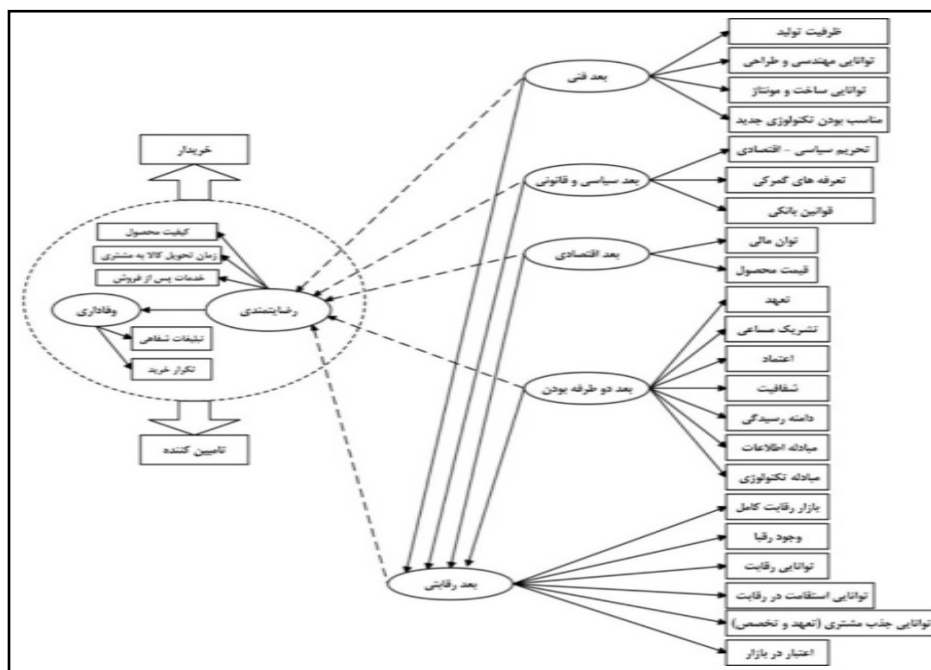 ظرفیت تولید
توانایی مهندسی و طراحی
توانایی ساخت و مونتاژ
مناسب بودن تکنولوژی جدید
بعد فنی
تحریم سیاسی - اقتصادی
تعرفه های گمرکی
قوانین بانکی
بعد سیاسی و قانونی
توان مالی
قیمت محصول
بعد اقتصادی
تعهد
تشریک مساعی
اعتماد
شفافیت
دامنه رسیدگی
مبادله اطلاعات
مبادله تکنولوژی
بعد دو طرفه بودن
بازار رقابت کامل
وجود رقبا
توانایی رقابت
توانایی استقامت در رقابت
توانایی جذب مشتری (تعهد و تخصص)
اعتبار در بازار
بعد رقابتی
خریدار
کیفیت محصول
زمان تحویل کالا به مشتری
خدمات پس از فروش
رضایتمندی
وفاداری
تبلیغات شفاهی
تکرار خرید
تامیین کننده